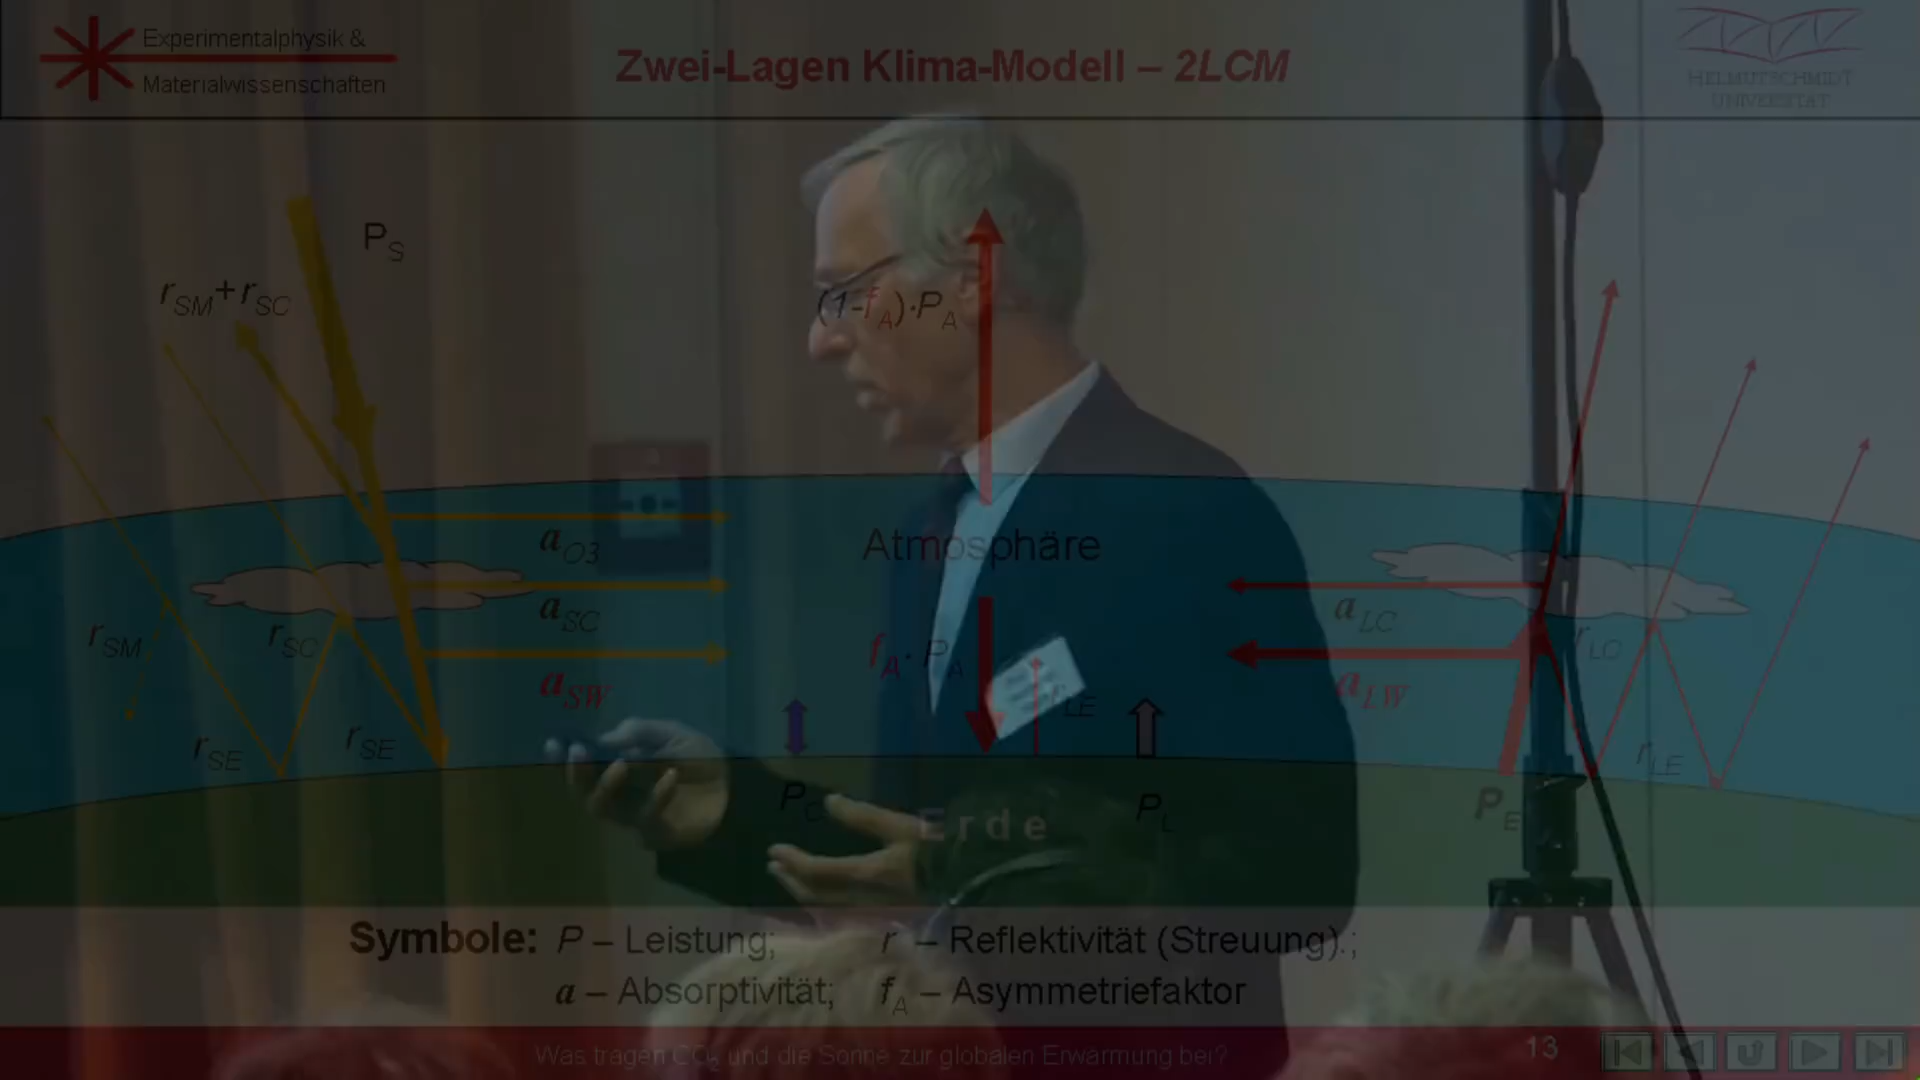 Experimentalphysik &
Materialwissenschaften
Zwei-Lagen Klima-Modell – 2LCM
HELMUT SCHMIDT
UNIVERSITÄT
P_S
r_SM+r_SC
(1-f_A)·P_A
Atmosphäre
a_O3
a_SC
a_LC
r_SM
r_SC
f_A·P_A
r_LC
a_SW
a_LW
r_LE
r_SE
r_SE
r_LE
P_C
Erde
P_L
P_E
Symbole: P – Leistung; r – Reflektivität (Streuung).;
a – Absorptivität; f_A – Asymmetriefaktor
Was tragen CO₂ und die Sonne zur globalen Erwärmung bei?
13